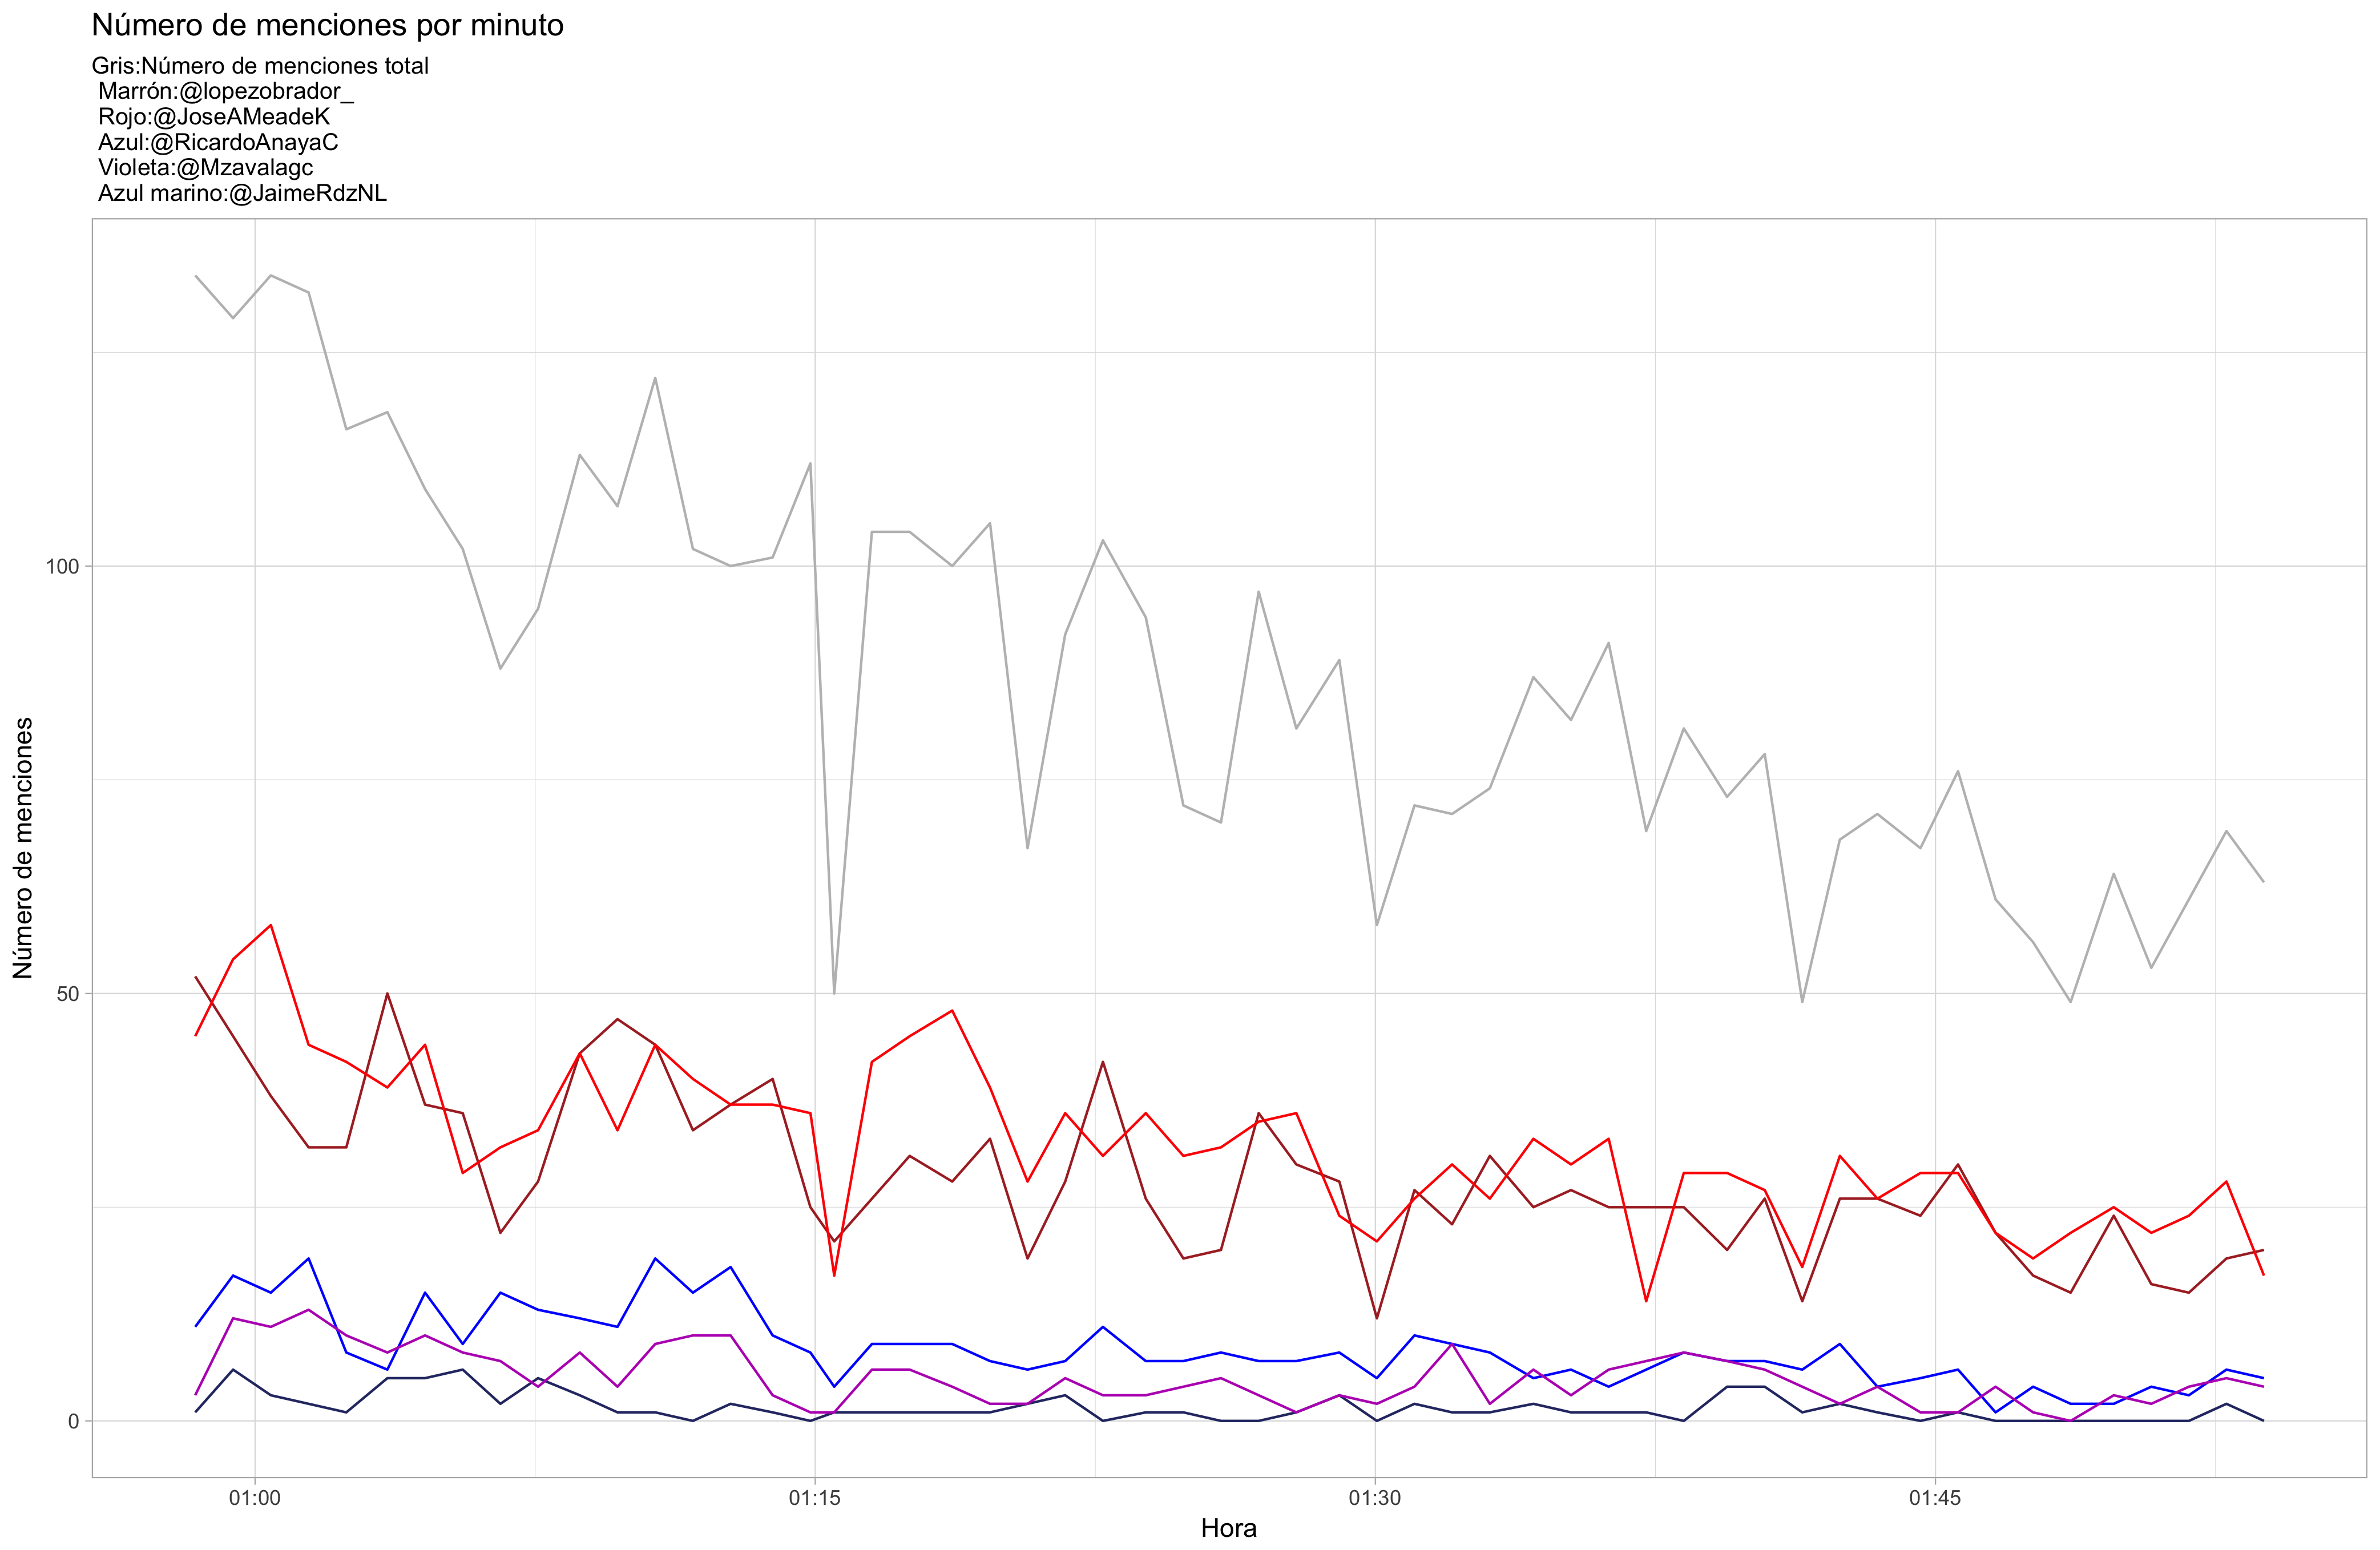 Número de menciones por minuto
Gris:Número de menciones total
Marrón:@lopezobrador_
Rojo:@JoseAMeadeK
Azul:@RicardoAnayaC
Violeta:@Mzavalagc
Azul marino:@JaimeRdzNL
Número de menciones
100
50
0
01:00
01:15
01:30
01:45
Hora